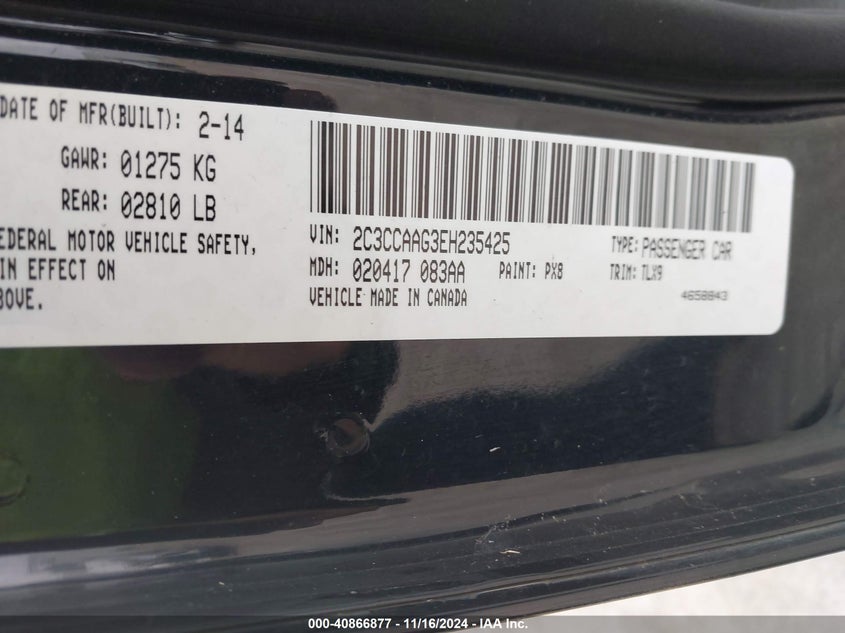 DATE OF MFR(BUILT): 2-14
GAWR: 01275 KG
REAR: 02810 LB
EDERAL MOTOR VEHICLE SAFETY,
IN EFFECT ON
BOVE.
VIN: 2C3CCAAG3EH235425
TYPE: PASSENGER CAR
MDH: 020417 083AA
PAINT: PX8
TRIM: TLX9
VEHICLE MADE IN CANADA
4658843
000-40866877 - 11/16/2024 - IAA Inc.